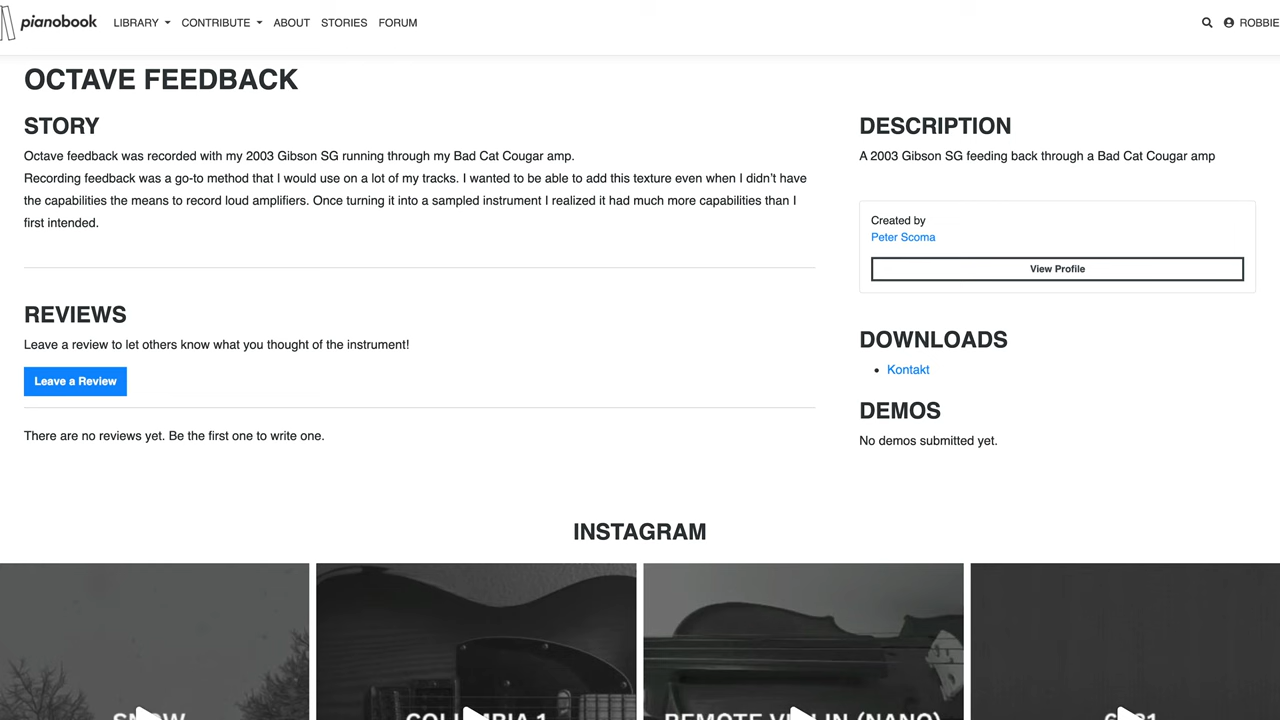 pianobook LIBRARY CONTRIBUTE ABOUT STORIES FORUM ROBBIE
OCTAVE FEEDBACK
STORY
Octave feedback was recorded with my 2003 Gibson SG running through my Bad Cat Cougar amp.
Recording feedback was a go-to method that I would use on a lot of my tracks. I wanted to be able to add this texture even when I didn't have
the capabilities the means to record loud amplifiers. Once turning it into a sampled instrument I realized it had much more capabilities than I
first intended.
REVIEWS
Leave a review to let others know what you thought of the instrument!
Leave a Review
There are no reviews yet. Be the first one to write one.
DESCRIPTION
A 2003 Gibson SG feeding back through a Bad Cat Cougar amp
Created by
Peter Scoma
View Profile
DOWNLOADS
• Kontakt
DEMOS
No demos submitted yet.
INSTAGRAM
REMOTE VIOLIN (NANO)